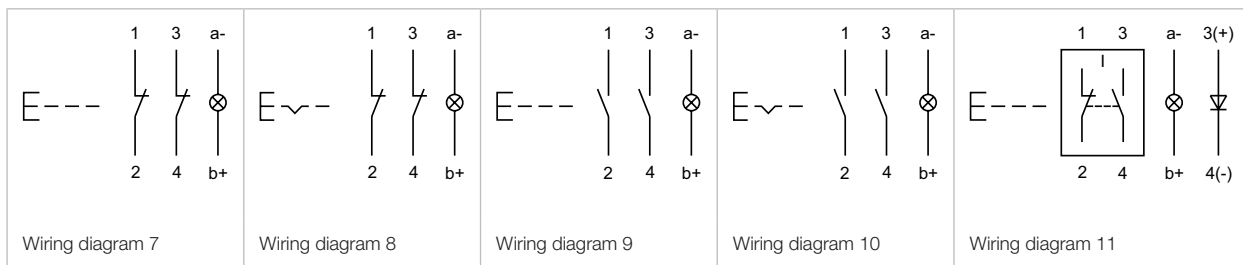 1 3 a- 1 3 a- 1 3 a- 1 3 a- 1 3 a- 3(+)
2 4 b+ 2 4 b+ 2 4 b+ 2 4 b+ 2 4 b+ 4(-)
Wiring diagram 7 Wiring diagram 8 Wiring diagram 9 Wiring diagram 10 Wiring diagram 11